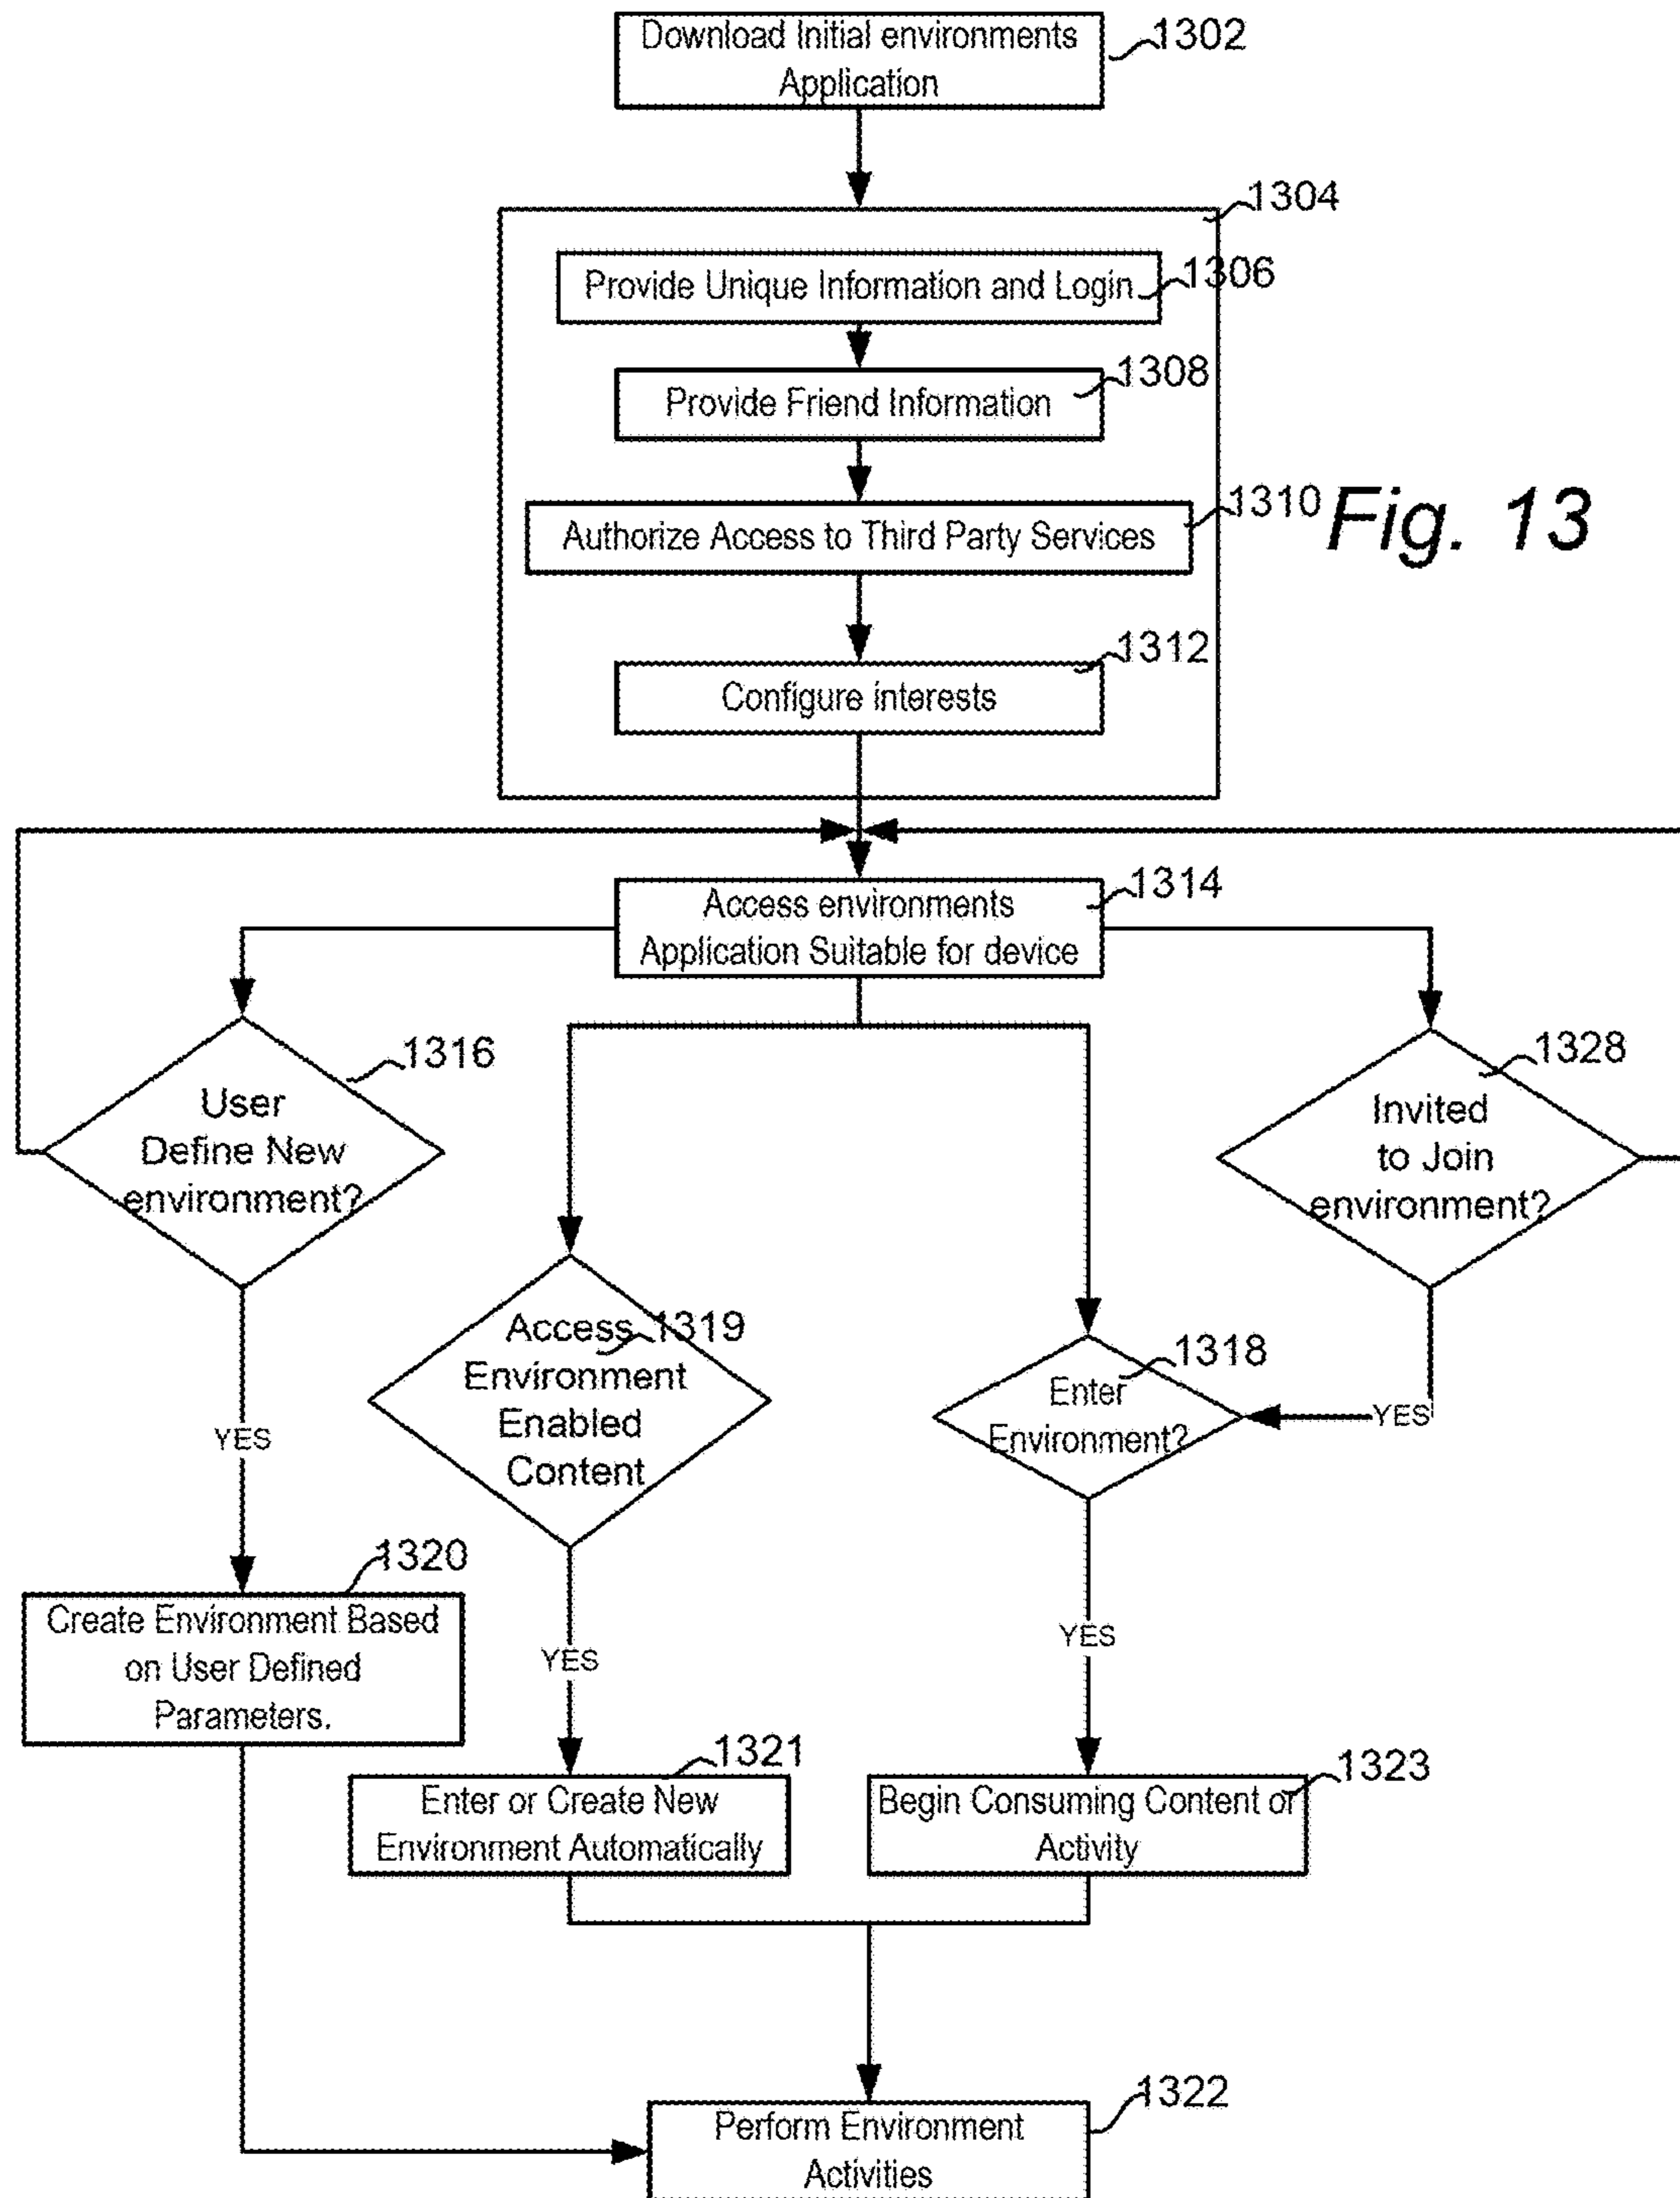 Download Initial environments
Application
1302
1304
Provide Unique Information and Login
1306
Provide Friend Information
1308
Authorize Access to Third Party Services
1310
Fig. 13
Configure interests
1312
Access environments
Application Suitable for device
1314
User
Define New
environment?
1316
Invited
to Join
environment?
1328
Access
Environment
Enabled
Content
1319
Enter
Environment?
1318
YES
YES
YES
YES
Create Environment Based
on User Defined
Parameters.
1320
Enter or Create New
Environment Automatically
1321
Begin Consuming Content or
Activity
1323
Perform Environment
Activities
1322